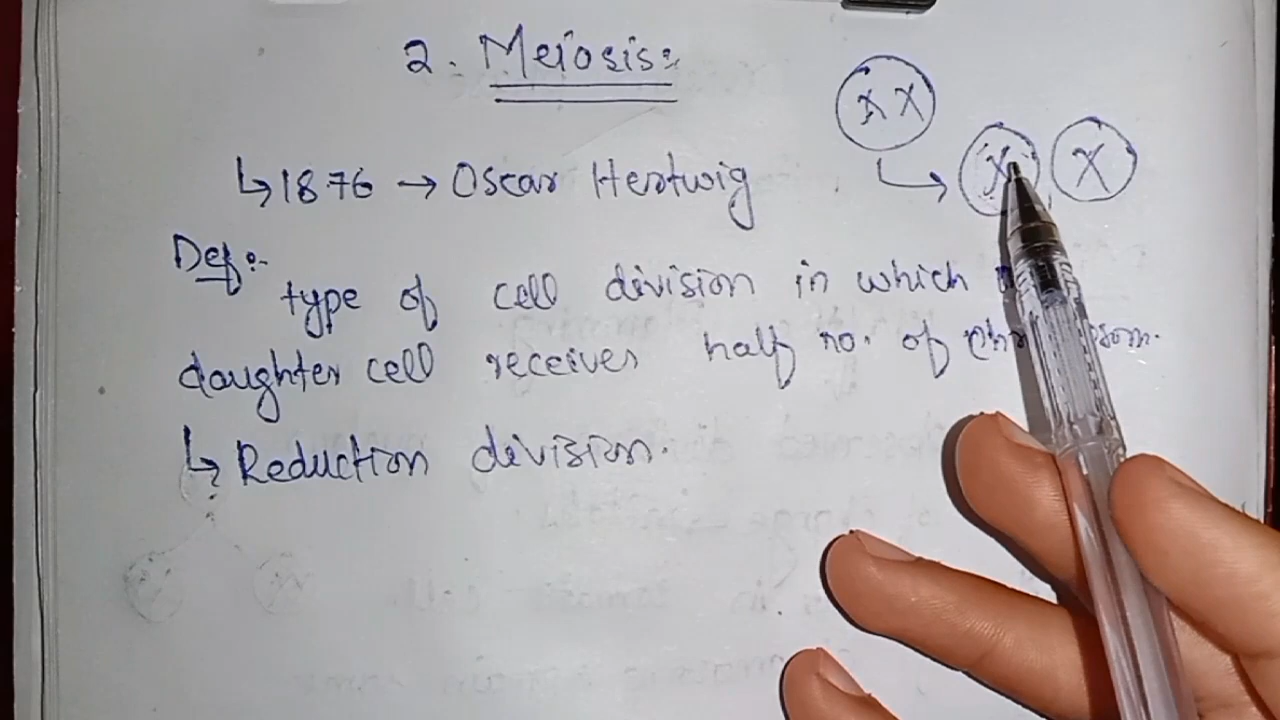 2. Meiosis:
X X
X X
↳ 1876 → Oscar Hertwig
Def:-
type of cell division in which
daughter cell receives half no. of
↳ Reduction division.